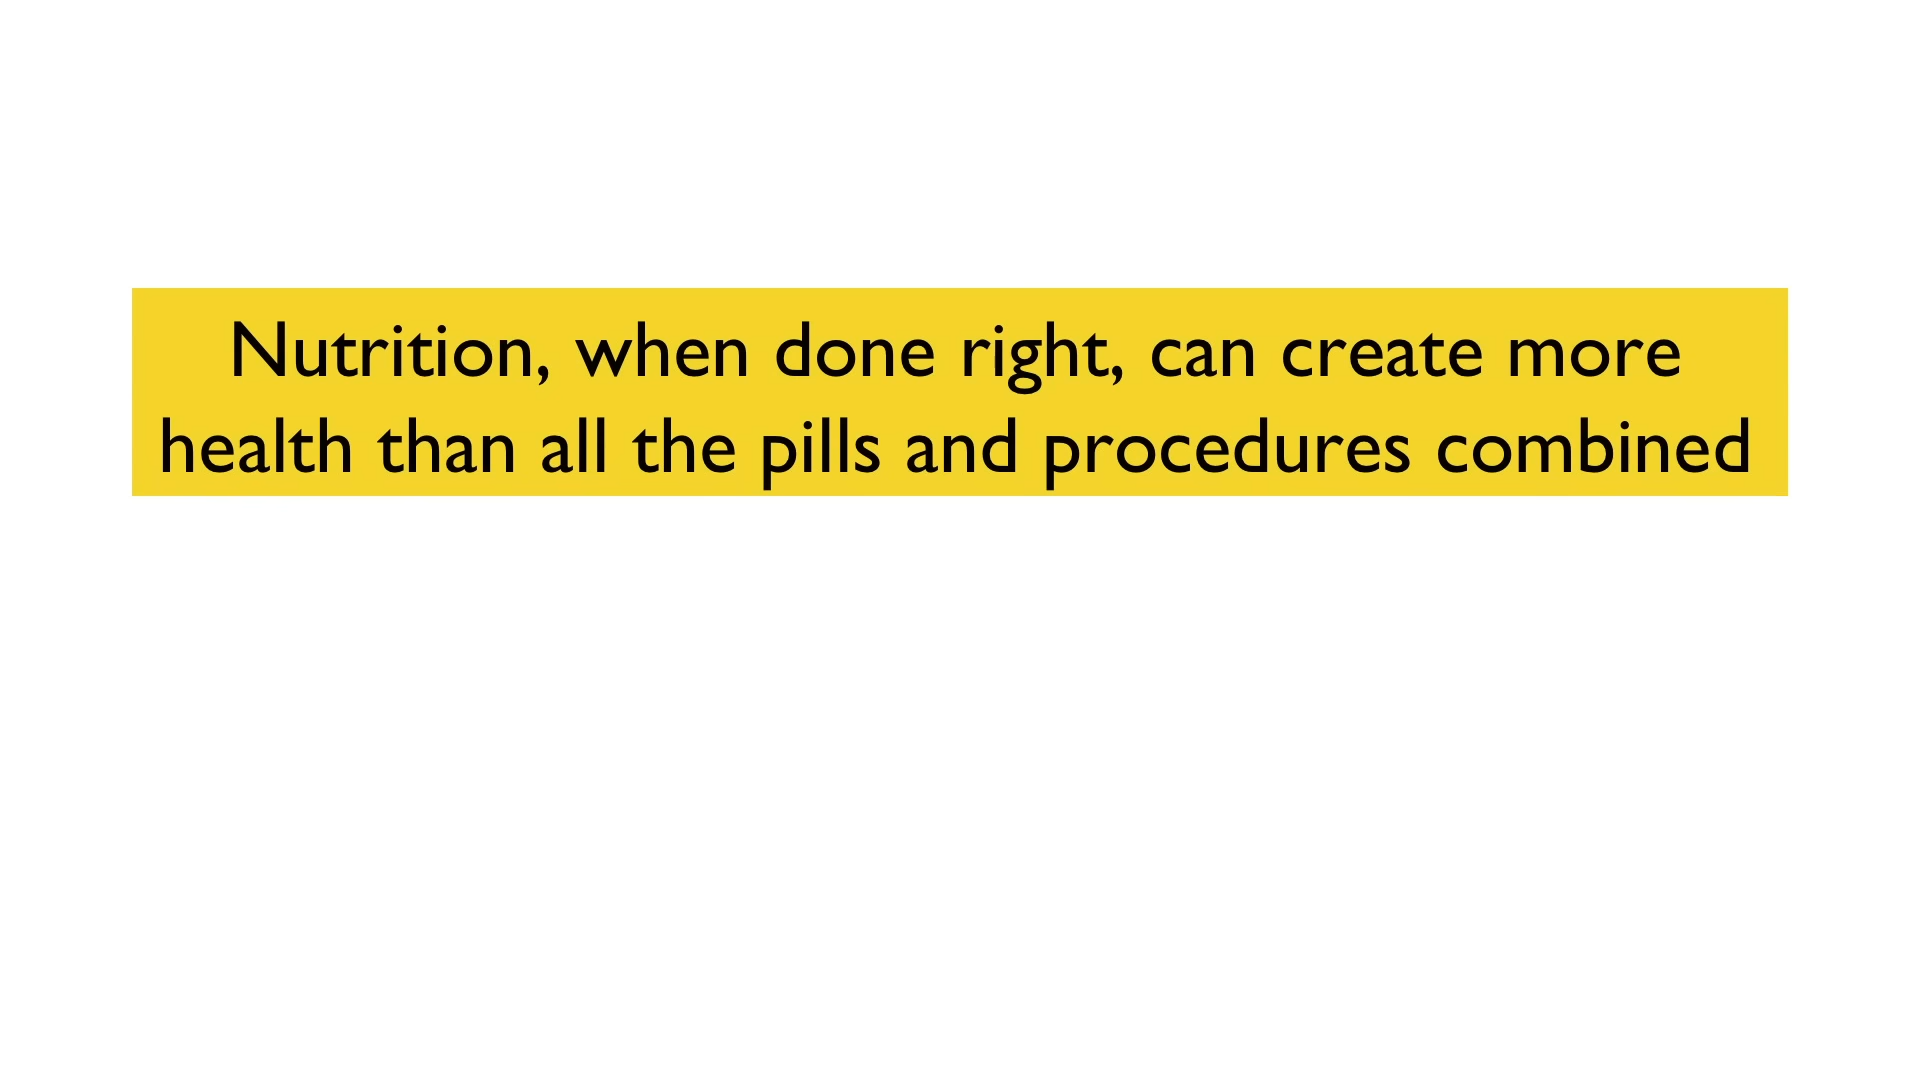 Nutrition, when done right, can create more
health than all the pills and procedures combined